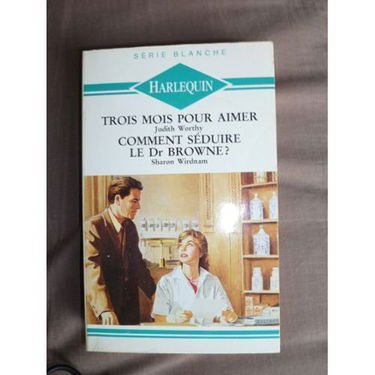 SÉRIE BLANCHE
HARLEQUIN
TROIS MOIS POUR AIMER
Judith Worthy
COMMENT SÉDUIRE
LE Dr BROWNE?
Sharon Wirdnam